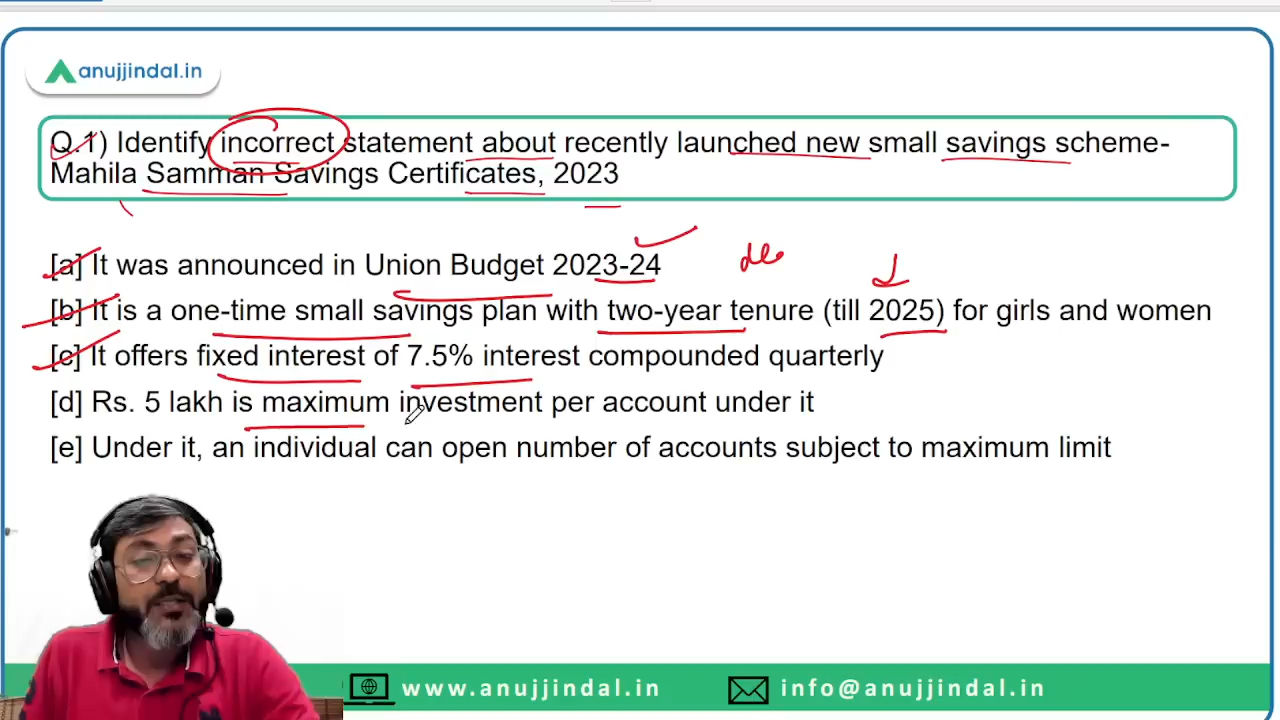 anujjindal.in
Q.1) Identify incorrect statement about recently launched new small savings scheme-
Mahila Samman Savings Certificates, 2023
[a] It was announced in Union Budget 2023-24
[b] It is a one-time small savings plan with two-year tenure (till 2025) for girls and women
[c] It offers fixed interest of 7.5% interest compounded quarterly
[d] Rs. 5 lakh is maximum investment per account under it
[e] Under it, an individual can open number of accounts subject to maximum limit
www.anujjindal.in
info@anujjindal.in